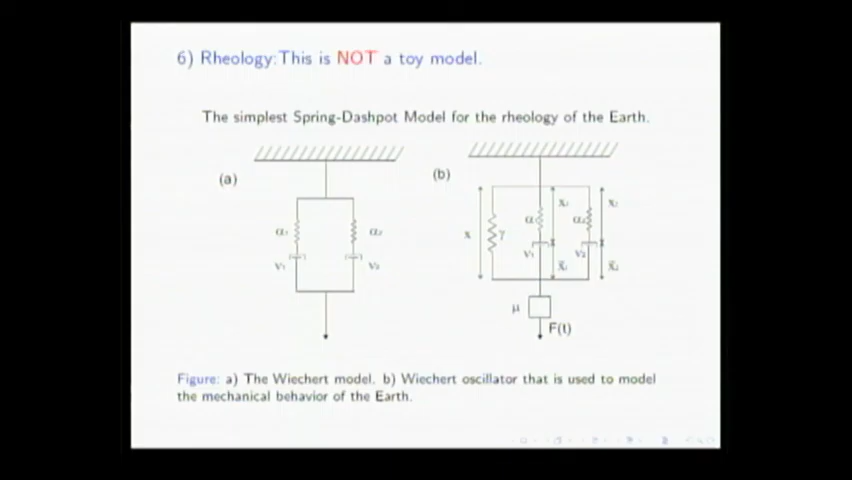 6) Rheology:This is NOT a toy model.
The simplest Spring-Dashpot Model for the rheology of the Earth.
(a)
(b)
x
γ
μ
F(t)
Figure: a) The Wiechert model. b) Wiechert oscillator that is used to model
the mechanical behavior of the Earth.